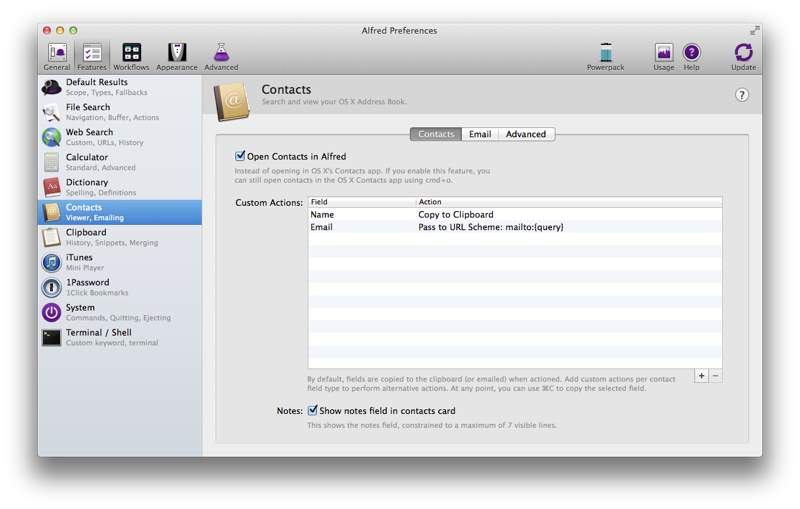 Alfred Preferences
General Features Workflows Appearance Advanced Powerpack Usage Help Update
Default Results
Scope, Types, Fallbacks
File Search
Navigation, Buffer, Actions
Web Search
Custom, URLs, History
Calculator
Standard, Advanced
Dictionary
Spelling, Definitions
Contacts
Viewer, Emailing
Clipboard
History, Snippets, Merging
iTunes
Mini Player
1Password
1Click Bookmarks
System
Commands, Quitting, Ejecting
Terminal / Shell
Custom keyword, terminal
Contacts
Search and view your OS X Address Book.
?
Contacts Email Advanced
Open Contacts in Alfred
Instead of opening in OS X's Contacts app. If you enable this feature, you
can still open contacts in the OS X Contacts app using cmd+o.
Custom Actions:
Field Action
Name Copy to Clipboard
Email Pass to URL Scheme: mailto:{query}
+ −
By default, fields are copied to the clipboard (or emailed) when actioned. Add custom actions per contact
field type to perform alternative actions. At any point, you can use ⌘C to copy the selected field.
Notes: Show notes field in contacts card
This shows the notes field, constrained to a maximum of 7 visible lines.